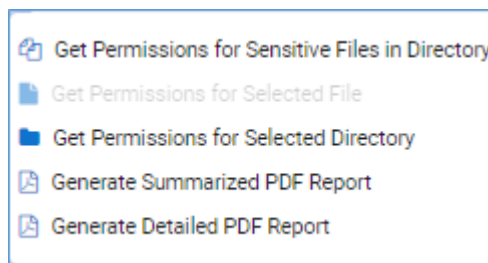 Get Permissions for Sensitive Files in Directory
Get Permissions for Selected File
Get Permissions for Selected Directory
Generate Summarized PDF Report
Generate Detailed PDF Report